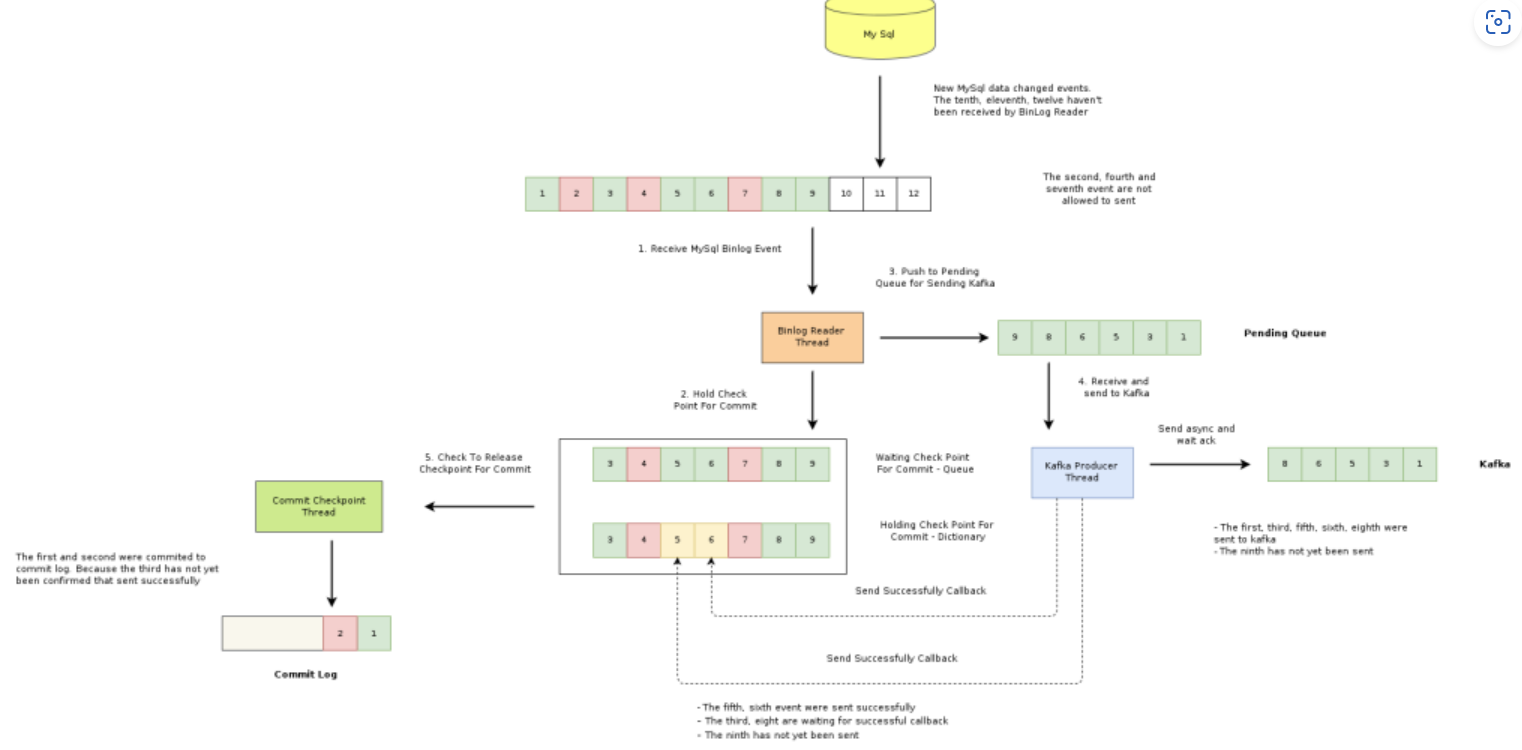 My Sql
New MySql data changed events.
The tenth, eleventh, twelve haven't
been received by BinLog Reader
1 2 3 4 5 6 7 8 9 10 11 12
The second, fourth and
seventh event are not
allowed to sent
1. Receive MySql Binlog Event
3. Push to Pending
Queue for Sending Kafka
Binlog Reader
Thread
9 8 6 5 3 1
Pending Queue
2. Hold Check
Point For Commit
4. Receive and
send to Kafka
5. Check To Release
Checkpoint For Commit
3 4 5 6 7 8 9
Waiting Check Point
For Commit - Queue
Kafka Producer
Thread
Send async and
wait ack
8 6 5 3 1
Kafka
Commit Checkpoint
Thread
3 4 5 6 7 8 9
Holding Check Point For
Commit - Dictionary
- The first, third, fifth, sixth, eighth were
sent to kafka
- The ninth has not yet been sent
The first and second were commited to
commit log. Because the third has not yet
been confirmed that sent successfully
Send Successfully Callback
2 1
Commit Log
Send Successfully Callback
- The fifth, sixth event were sent successfully
- The third, eight are waiting for successful callback
- The ninth has not yet been sent